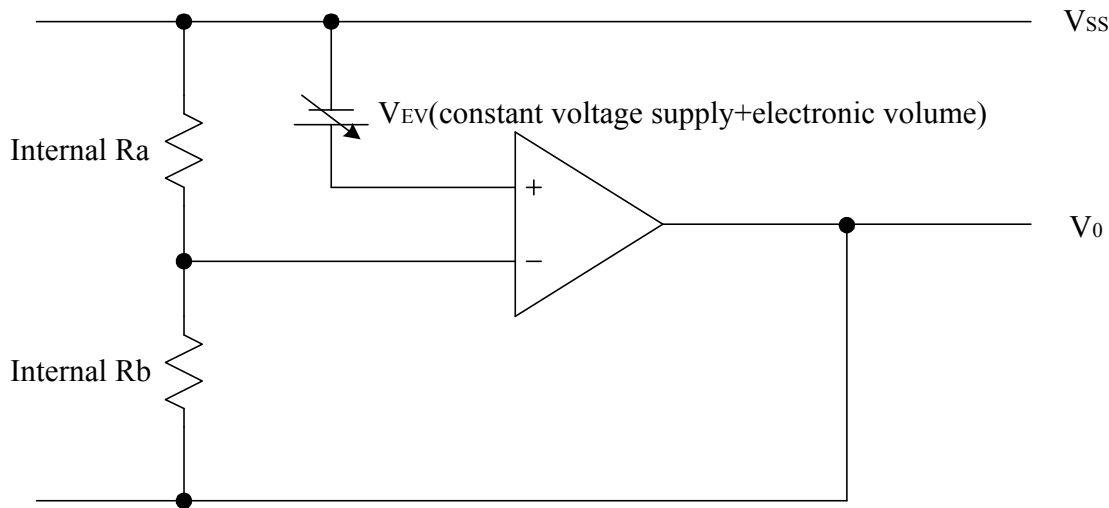 VSS
VEV(constant voltage supply+electronic volume)
Internal Ra
+
V0
−
Internal Rb